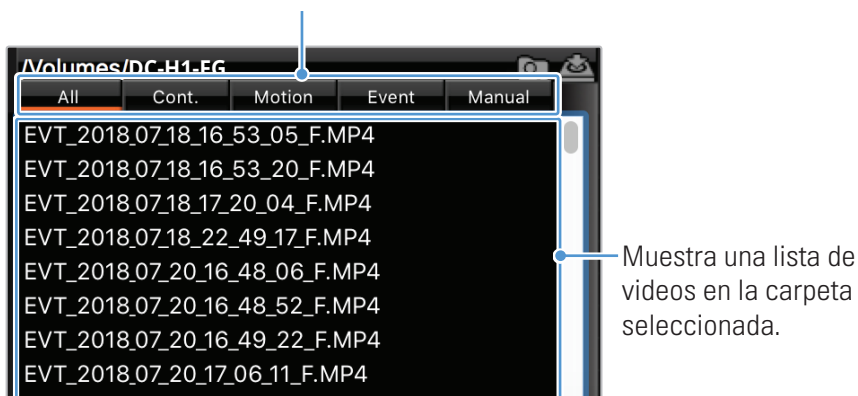 /Volumes/DC-H1-FG
All Cont. Motion Event Manual
EVT_2018_07_18_16_53_05_F.MP4
EVT_2018_07_18_16_53_20_F.MP4
EVT_2018_07_18_17_20_04_F.MP4
EVT_2018_07_18_22_49_17_F.MP4
EVT_2018_07_20_16_48_06_F.MP4
EVT_2018_07_20_16_48_52_F.MP4
EVT_2018_07_20_16_49_22_F.MP4
EVT_2018_07_20_17_06_11_F.MP4
Muestra una lista de
videos en la carpeta
seleccionada.